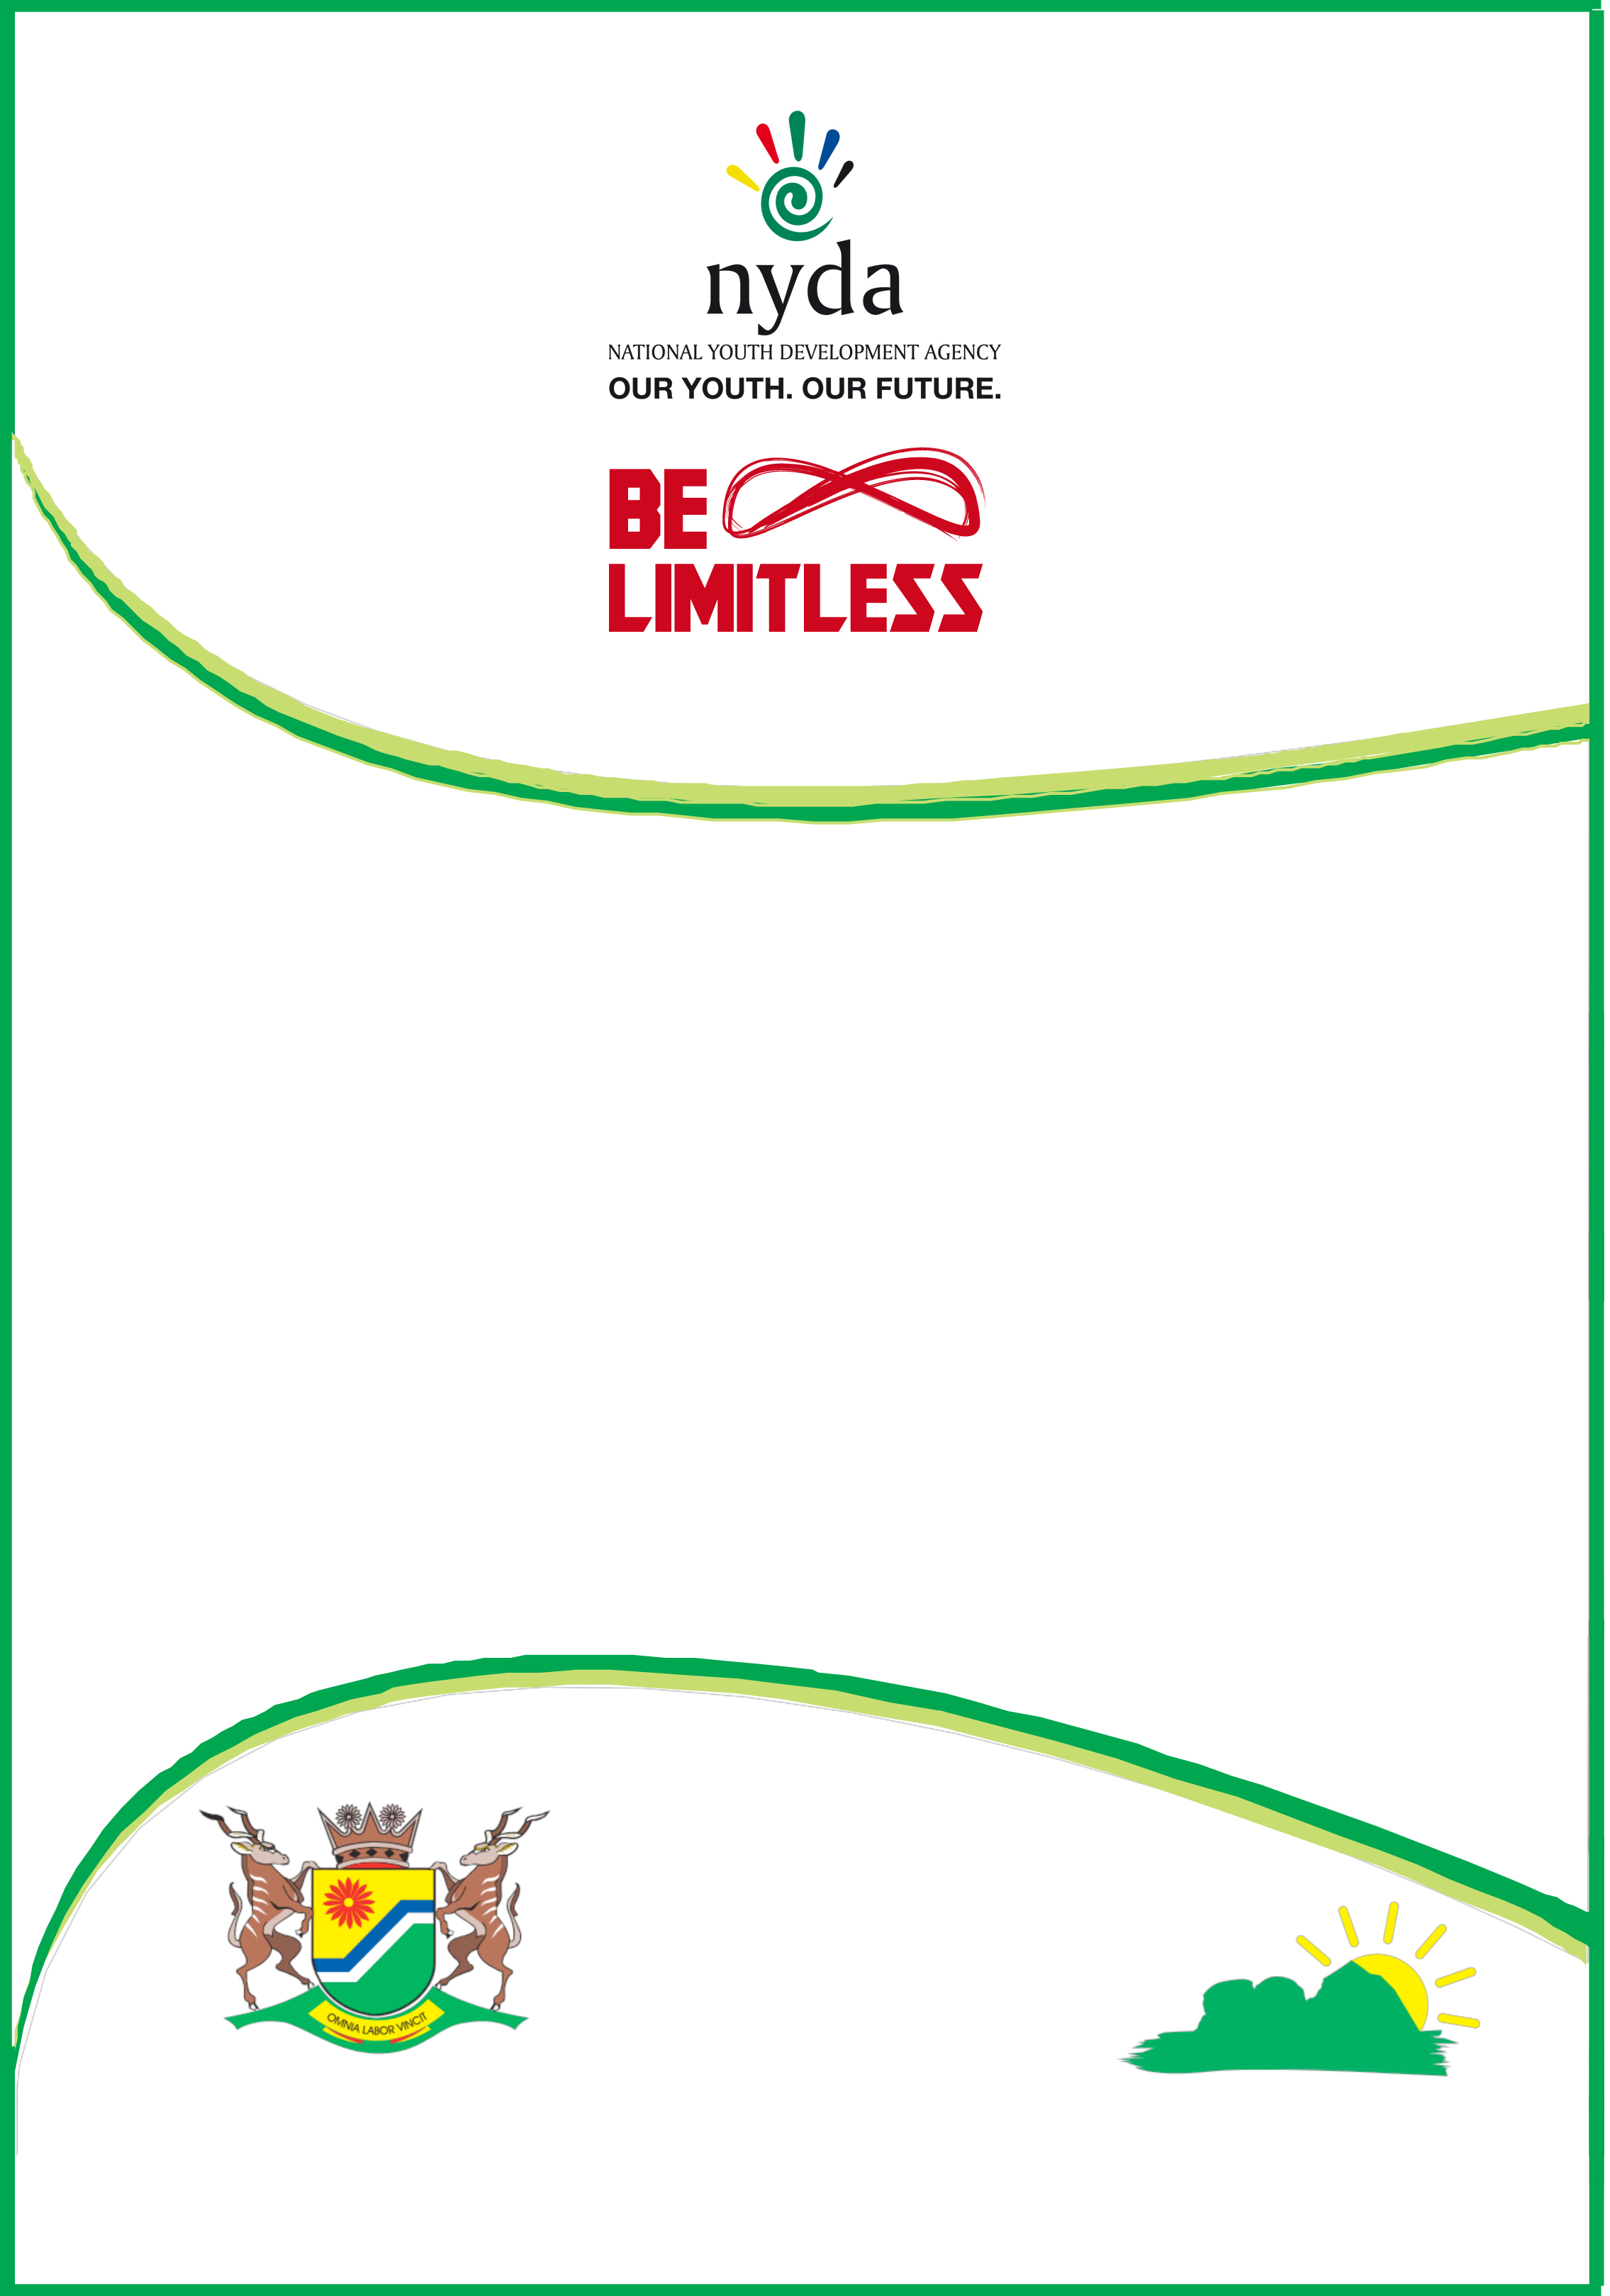 nyda
NATIONAL YOUTH DEVELOPMENT AGENCY
OUR YOUTH. OUR FUTURE.
BE
LIMITLESS
OMNIA LABOR VINCIT